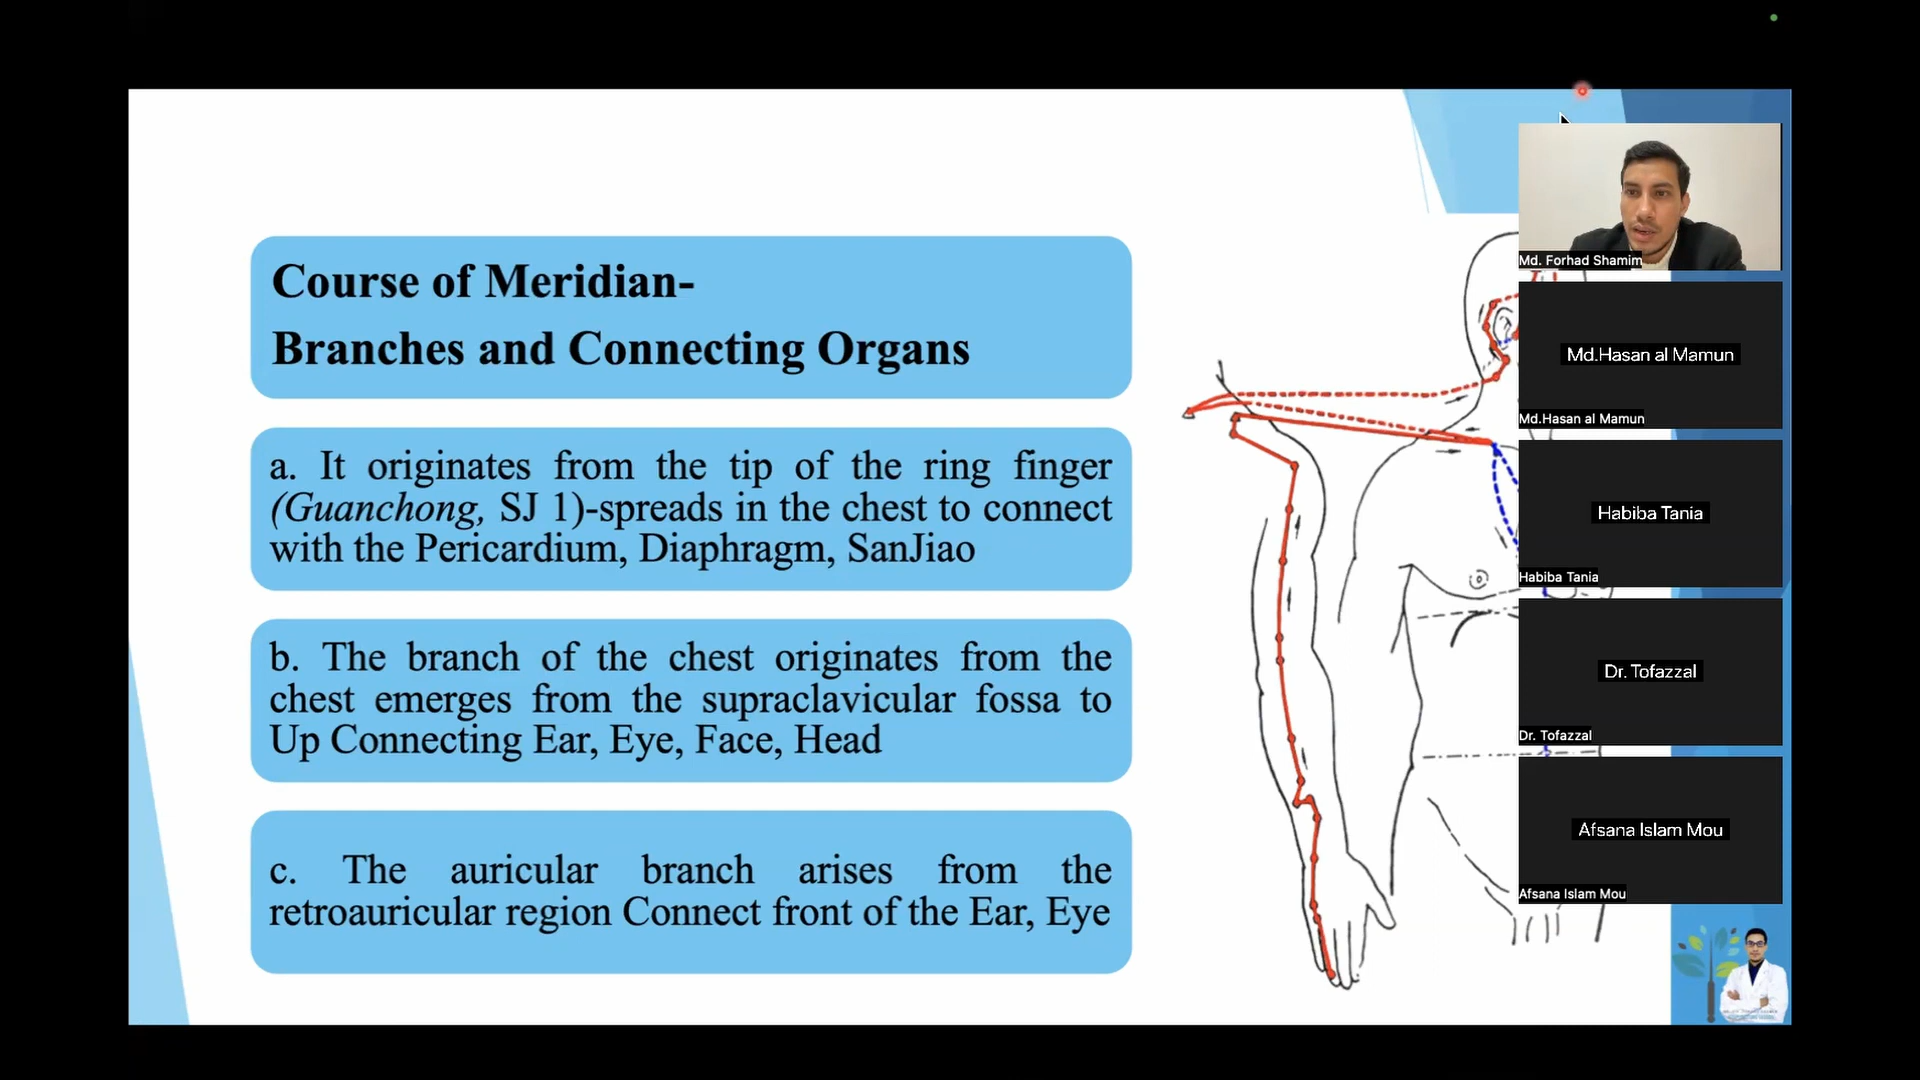 Course of Meridian-
Branches and Connecting Organs
a. It originates from the tip of the ring finger
(Guanchong, SJ 1)-spreads in the chest to connect
with the Pericardium, Diaphragm, SanJiao
b. The branch of the chest originates from the
chest emerges from the supraclavicular fossa to
Up Connecting Ear, Eye, Face, Head
c. The auricular branch arises from the
retroauricular region Connect front of the Ear, Eye
Md. Forhad Shamim
Md.Hasan al Mamun
Md.Hasan al Mamun
Habiba Tania
Habiba Tania
Dr. Tofazzal
Dr. Tofazzal
Afsana Islam Mou
Afsana Islam Mou